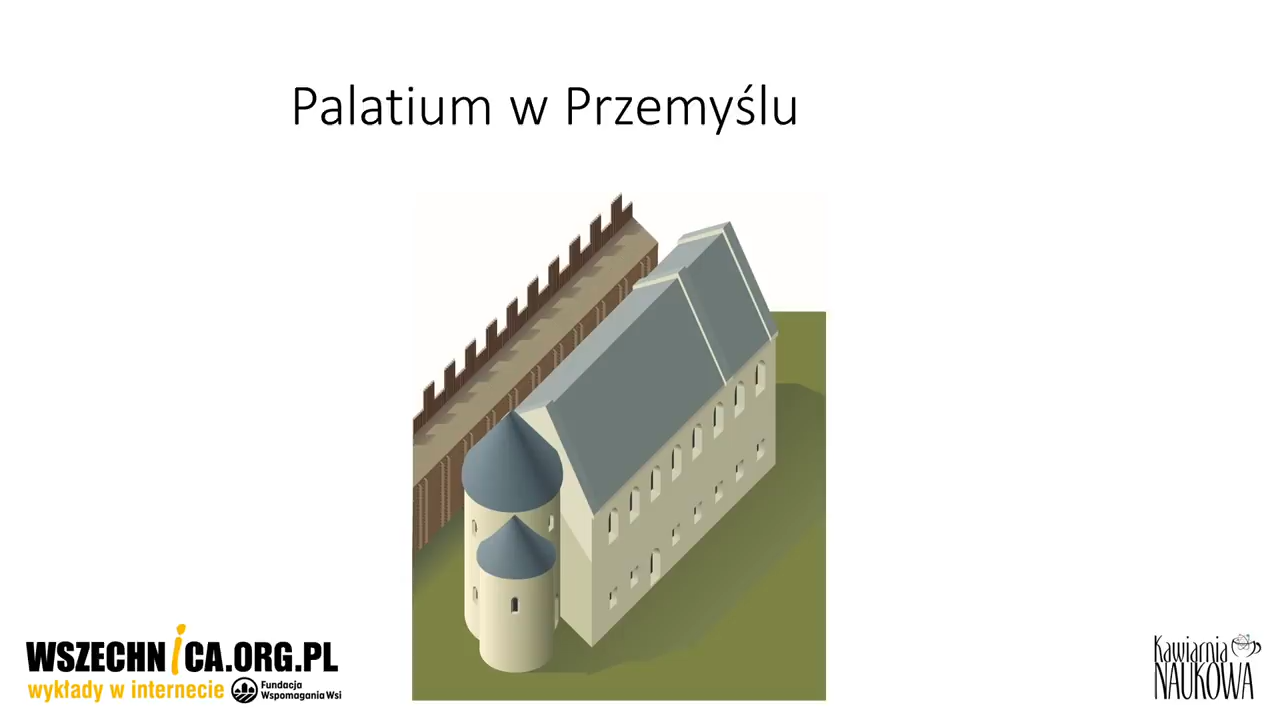 Palatium w Przemyślu
WSZECHNiCA.ORG.PL
wykłady w internecie
Fundacja
Wspomagania Wsi
Kawiarnia
NAUKOWA